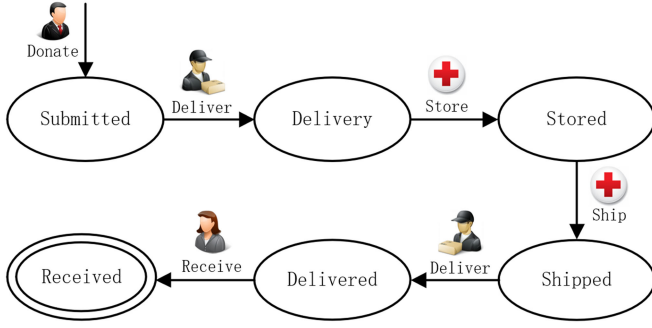 Donate
Submitted
Deliver
Delivery
Store
Stored
Ship
Shipped
Deliver
Delivered
Receive
Received